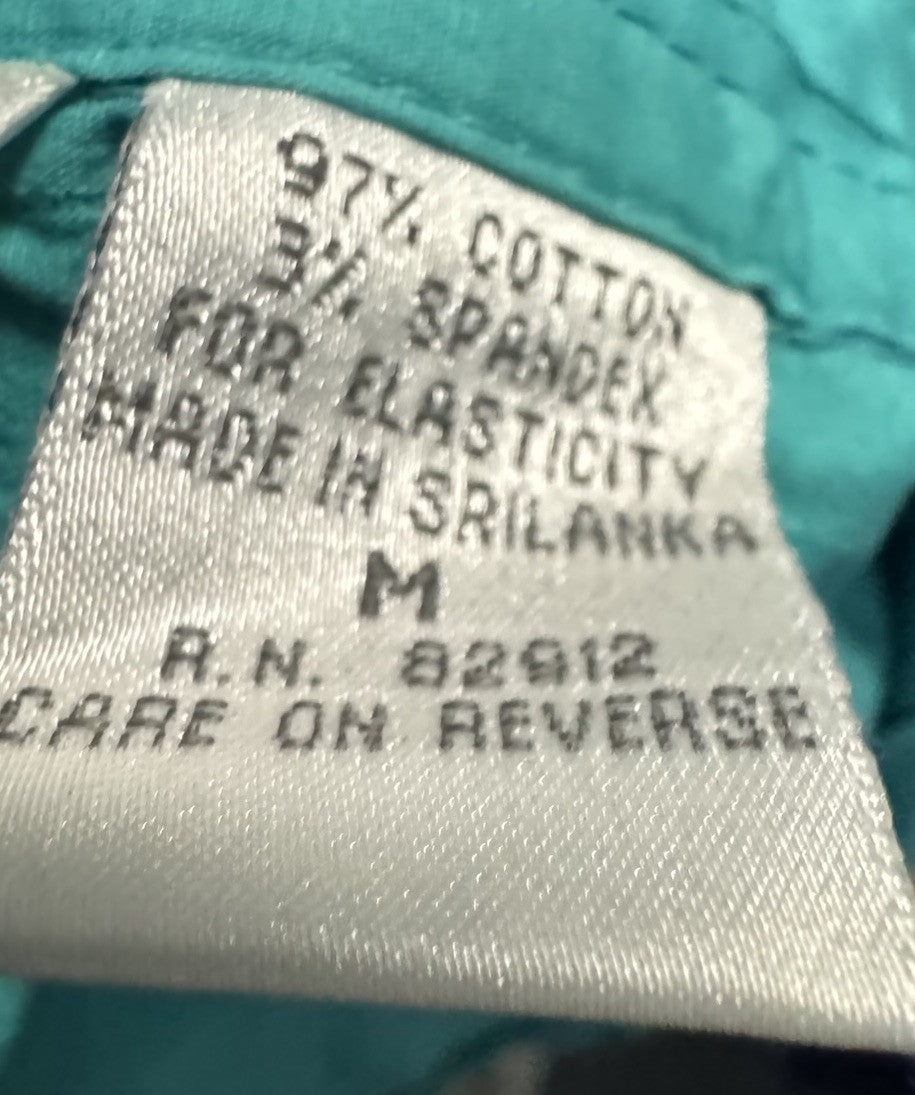 97% COTTON
3% SPANDEX
FOR ELASTICITY
MADE IN SRILANKA
M
R.N. 82912
CARE ON REVERSE